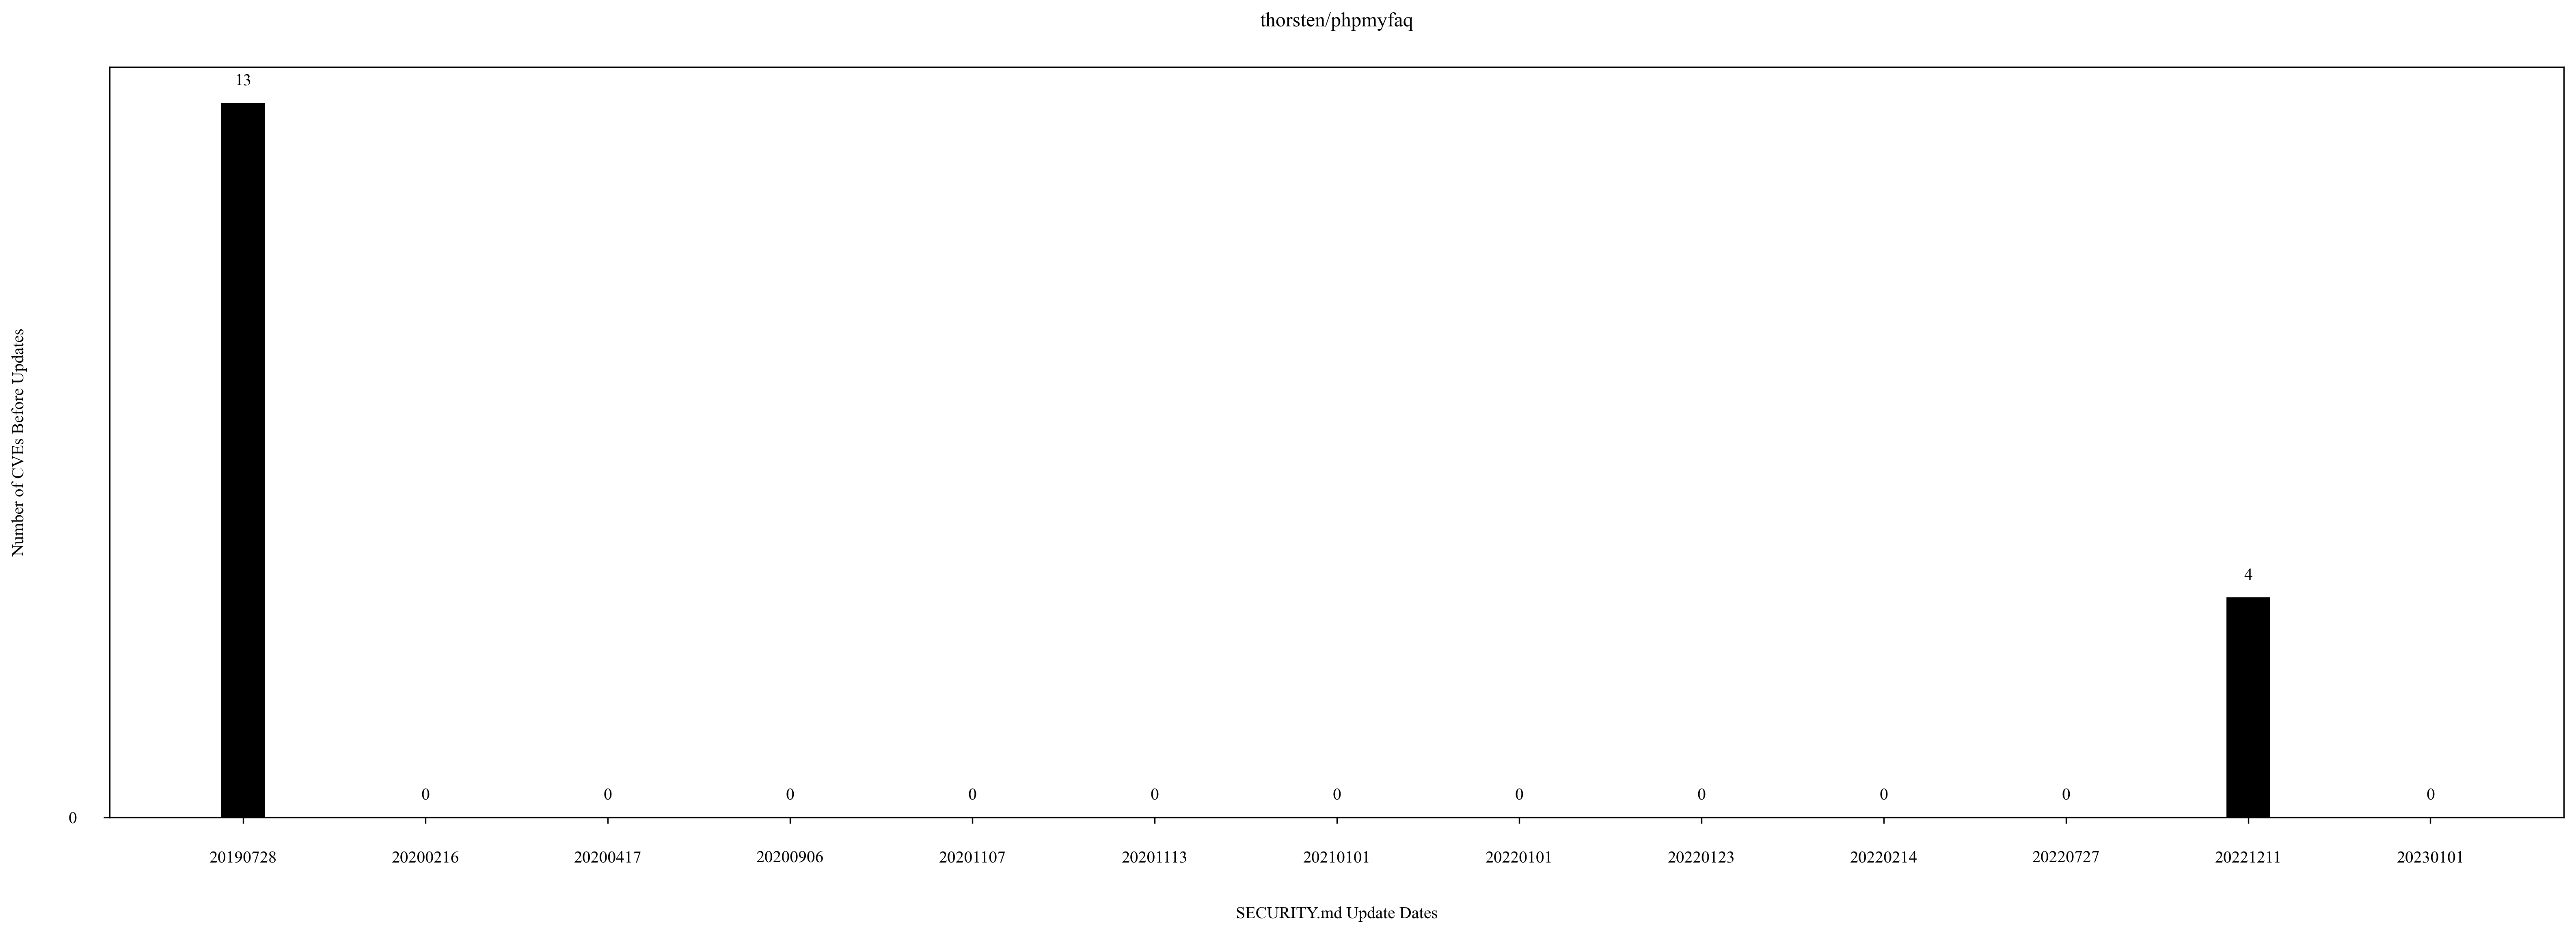 thorsten/phpmyfaq
13
4
0 0 0 0 0 0 0 0 0 0 0
0
Number of CVEs Before Updates
20190728 20200216 20200417 20200906 20201107 20201113 20210101 20220101 20220123 20220214 20220727 20221211 20230101
SECURITY.md Update Dates